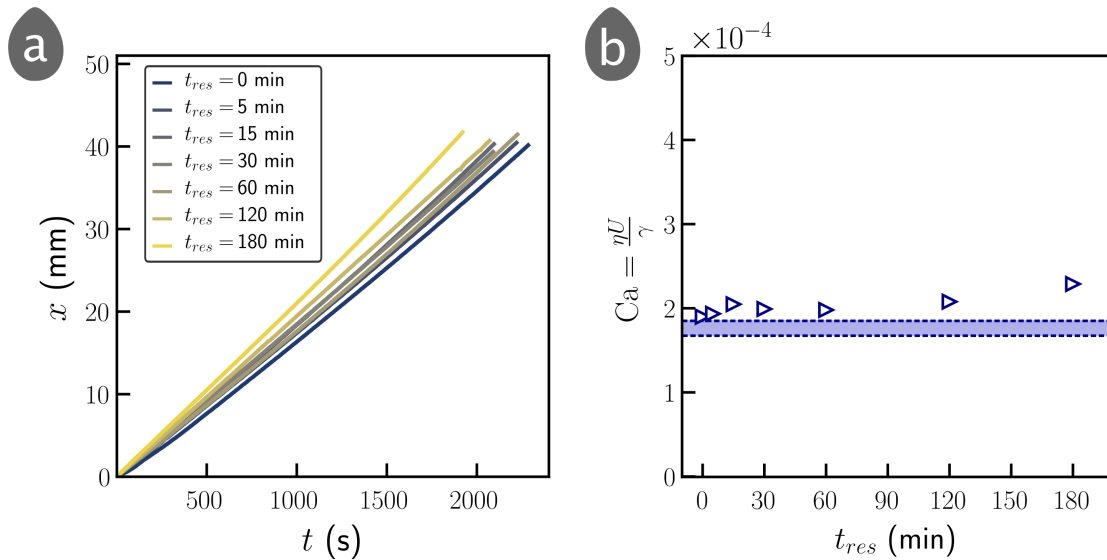 a
50
40
30
20
10
0
x (mm)
t_res = 0 min
t_res = 5 min
t_res = 15 min
t_res = 30 min
t_res = 60 min
t_res = 120 min
t_res = 180 min
500 1000 1500 2000
t (s)
b
×10⁻⁴
5
4
3
2
1
0
Ca = ηU/γ
0 30 60 90 120 150 180
t_res (min)